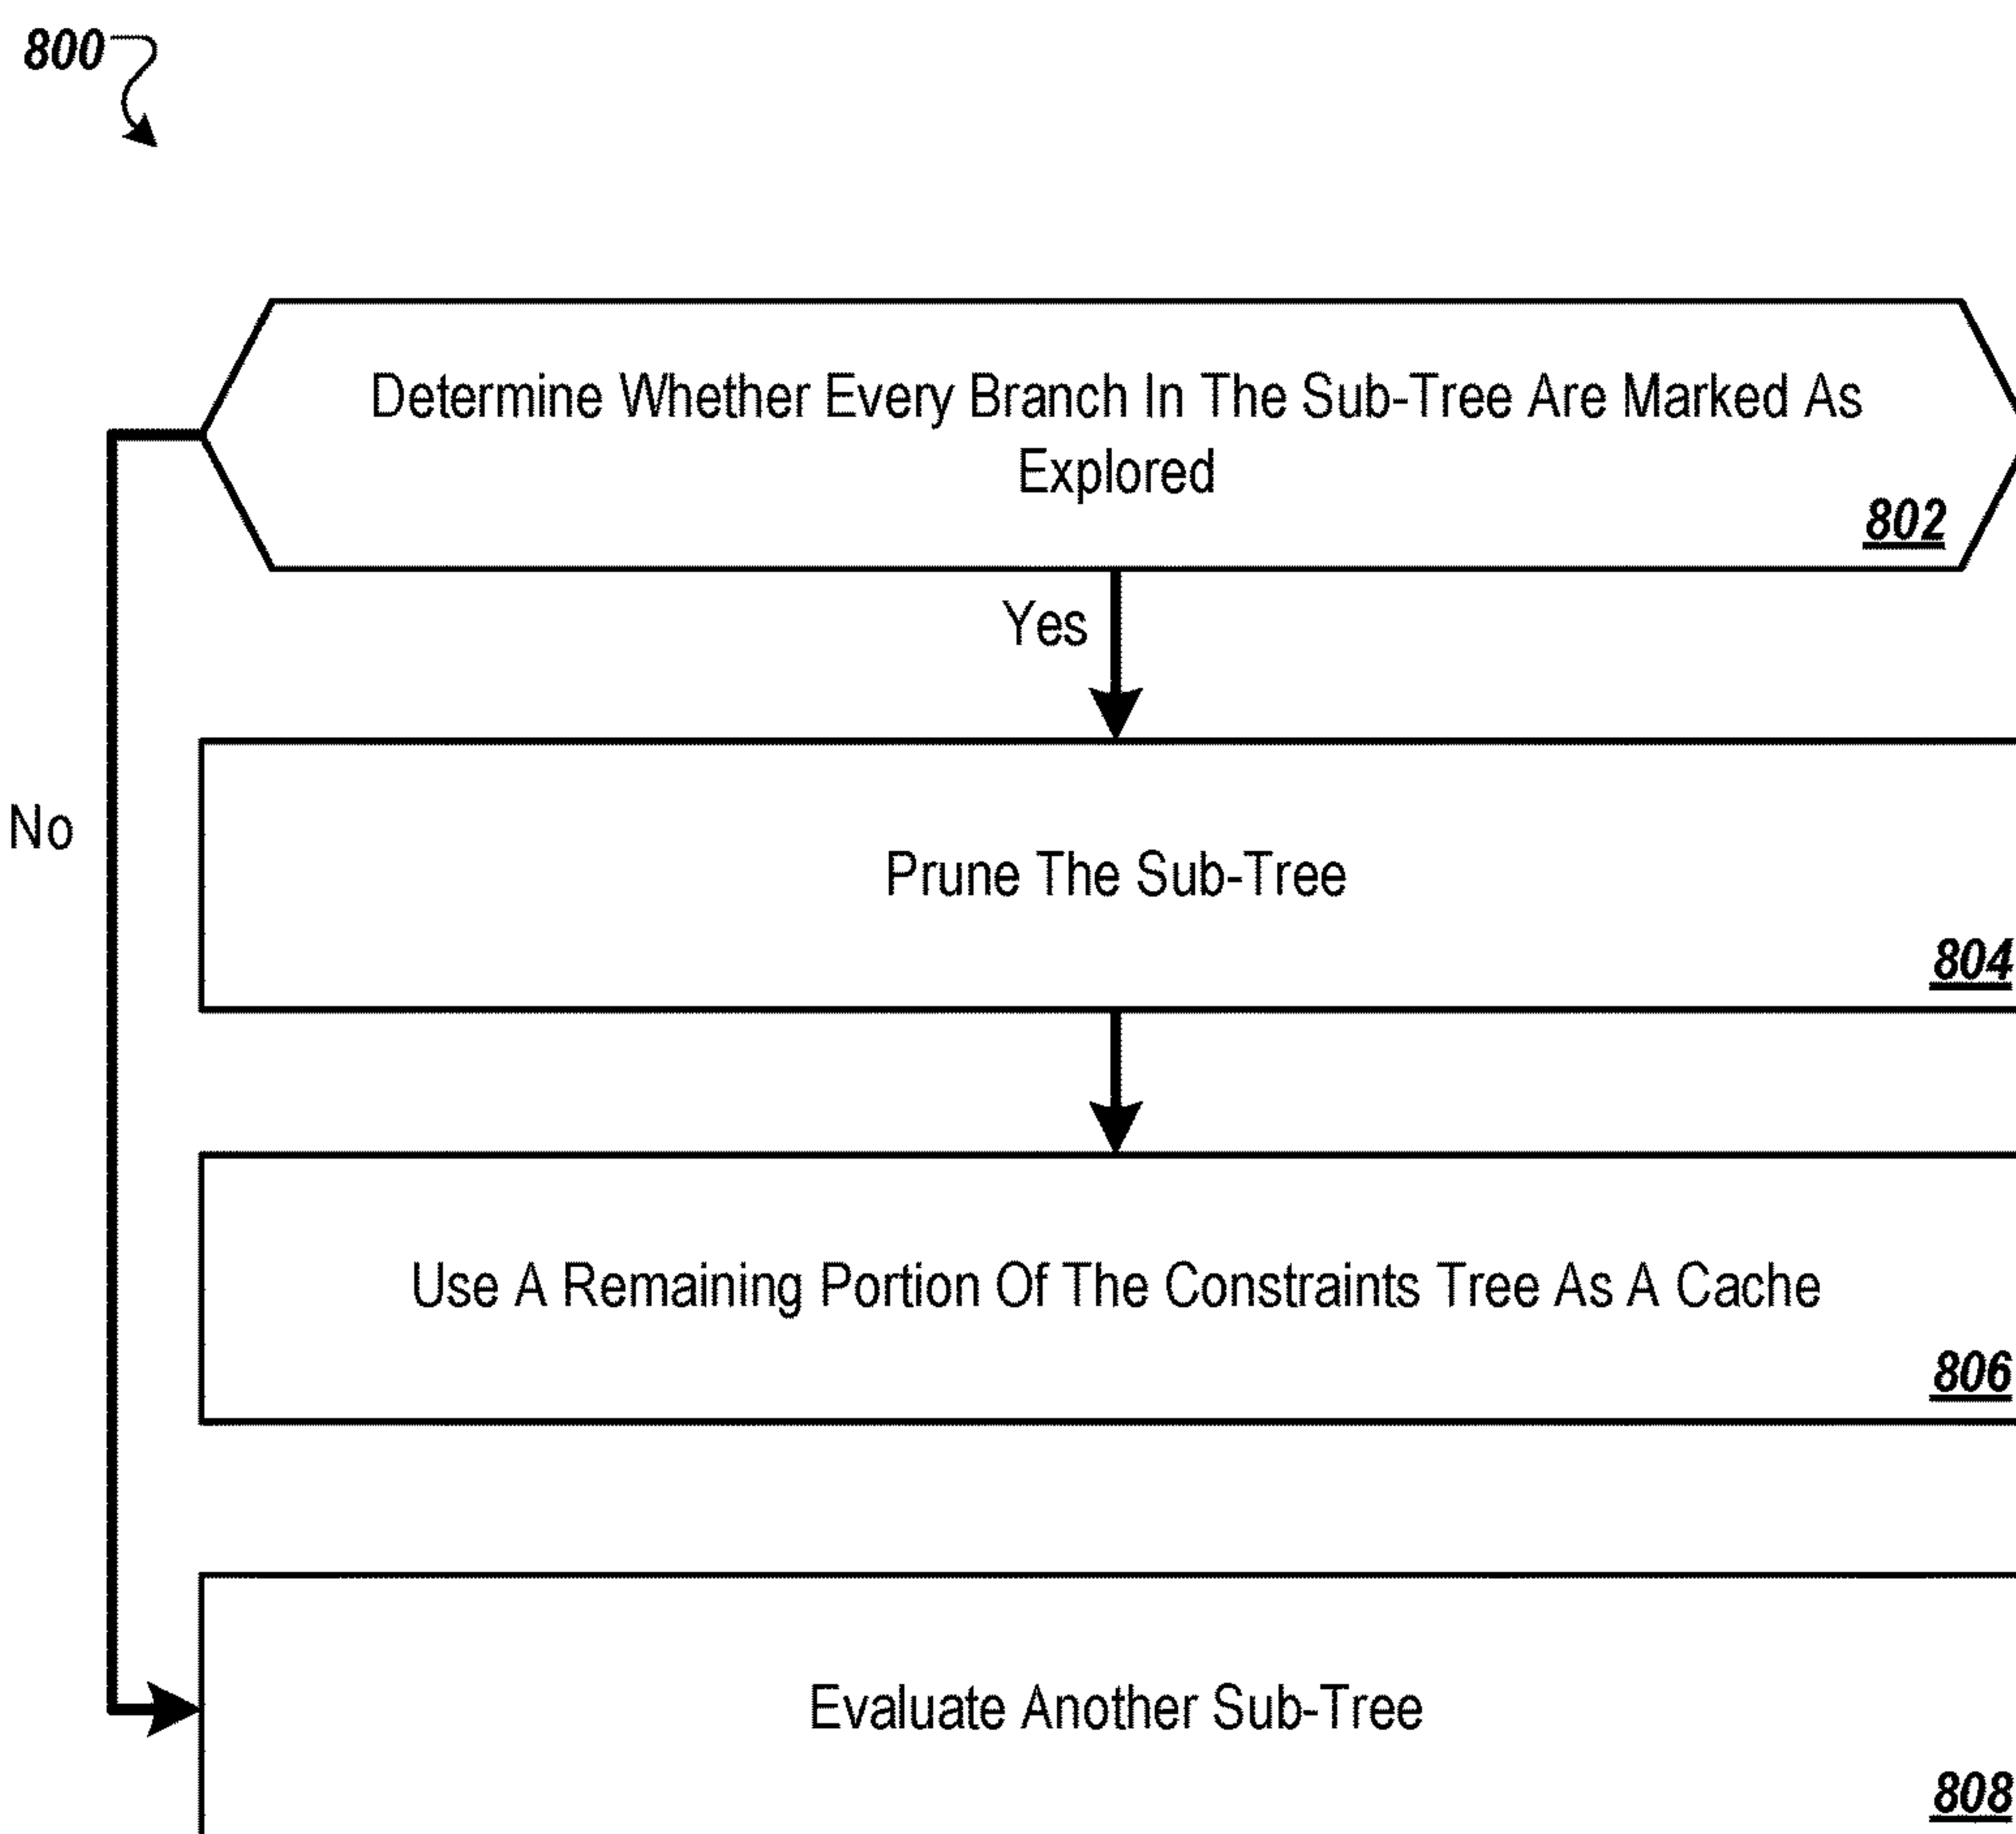 800
Determine Whether Every Branch In The Sub-Tree Are Marked As
Explored
802
Yes
No
Prune The Sub-Tree
804
Use A Remaining Portion Of The Constraints Tree As A Cache
806
Evaluate Another Sub-Tree
808